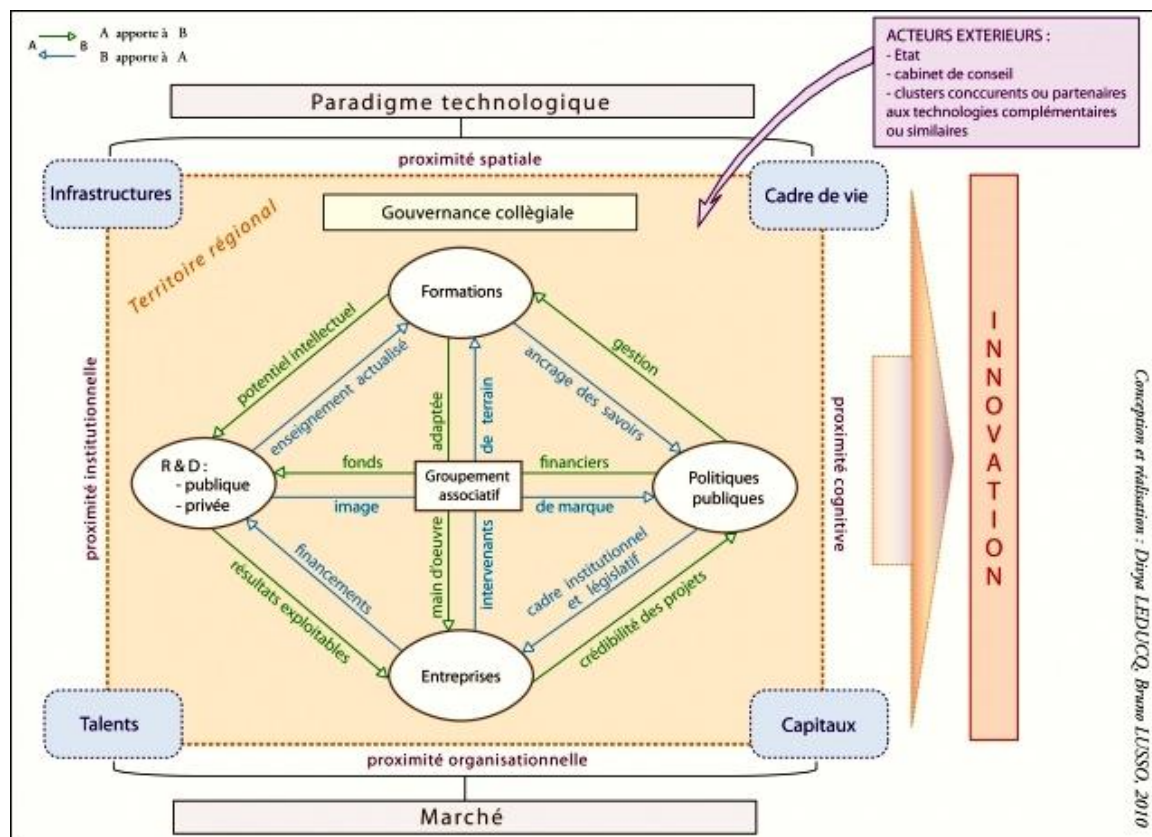 A apporte à B
A B
B apporte à A
ACTEURS EXTERIEURS :
- Etat
- cabinet de conseil
- clusters conccurents ou partenaires
aux technologies complémentaires
ou similaires
Paradigme technologique
proximité spatiale
Infrastructures
Cadre de vie
Gouvernance collègiale
Territoire régional
Formations
potentiel intellectuel
enseignement actualisé
adaptée
de terrain
ancrage des savoirs
gestion
proximité institutionnelle
proximité cognitive
INNOVATION
R & D :
- publique
- privée
fonds
financiers
Groupement
associatif
image
de marque
Politiques
publiques
financements
résultats exploitables
main d'oeuvre
intervenants
cadre institutionnel
et législatif
crédibilité des projets
Entreprises
Talents
Capitaux
proximité organisationnelle
Marché
Conception et réalisation : Divya LEDUCQ, Bruno LUSSO, 2010